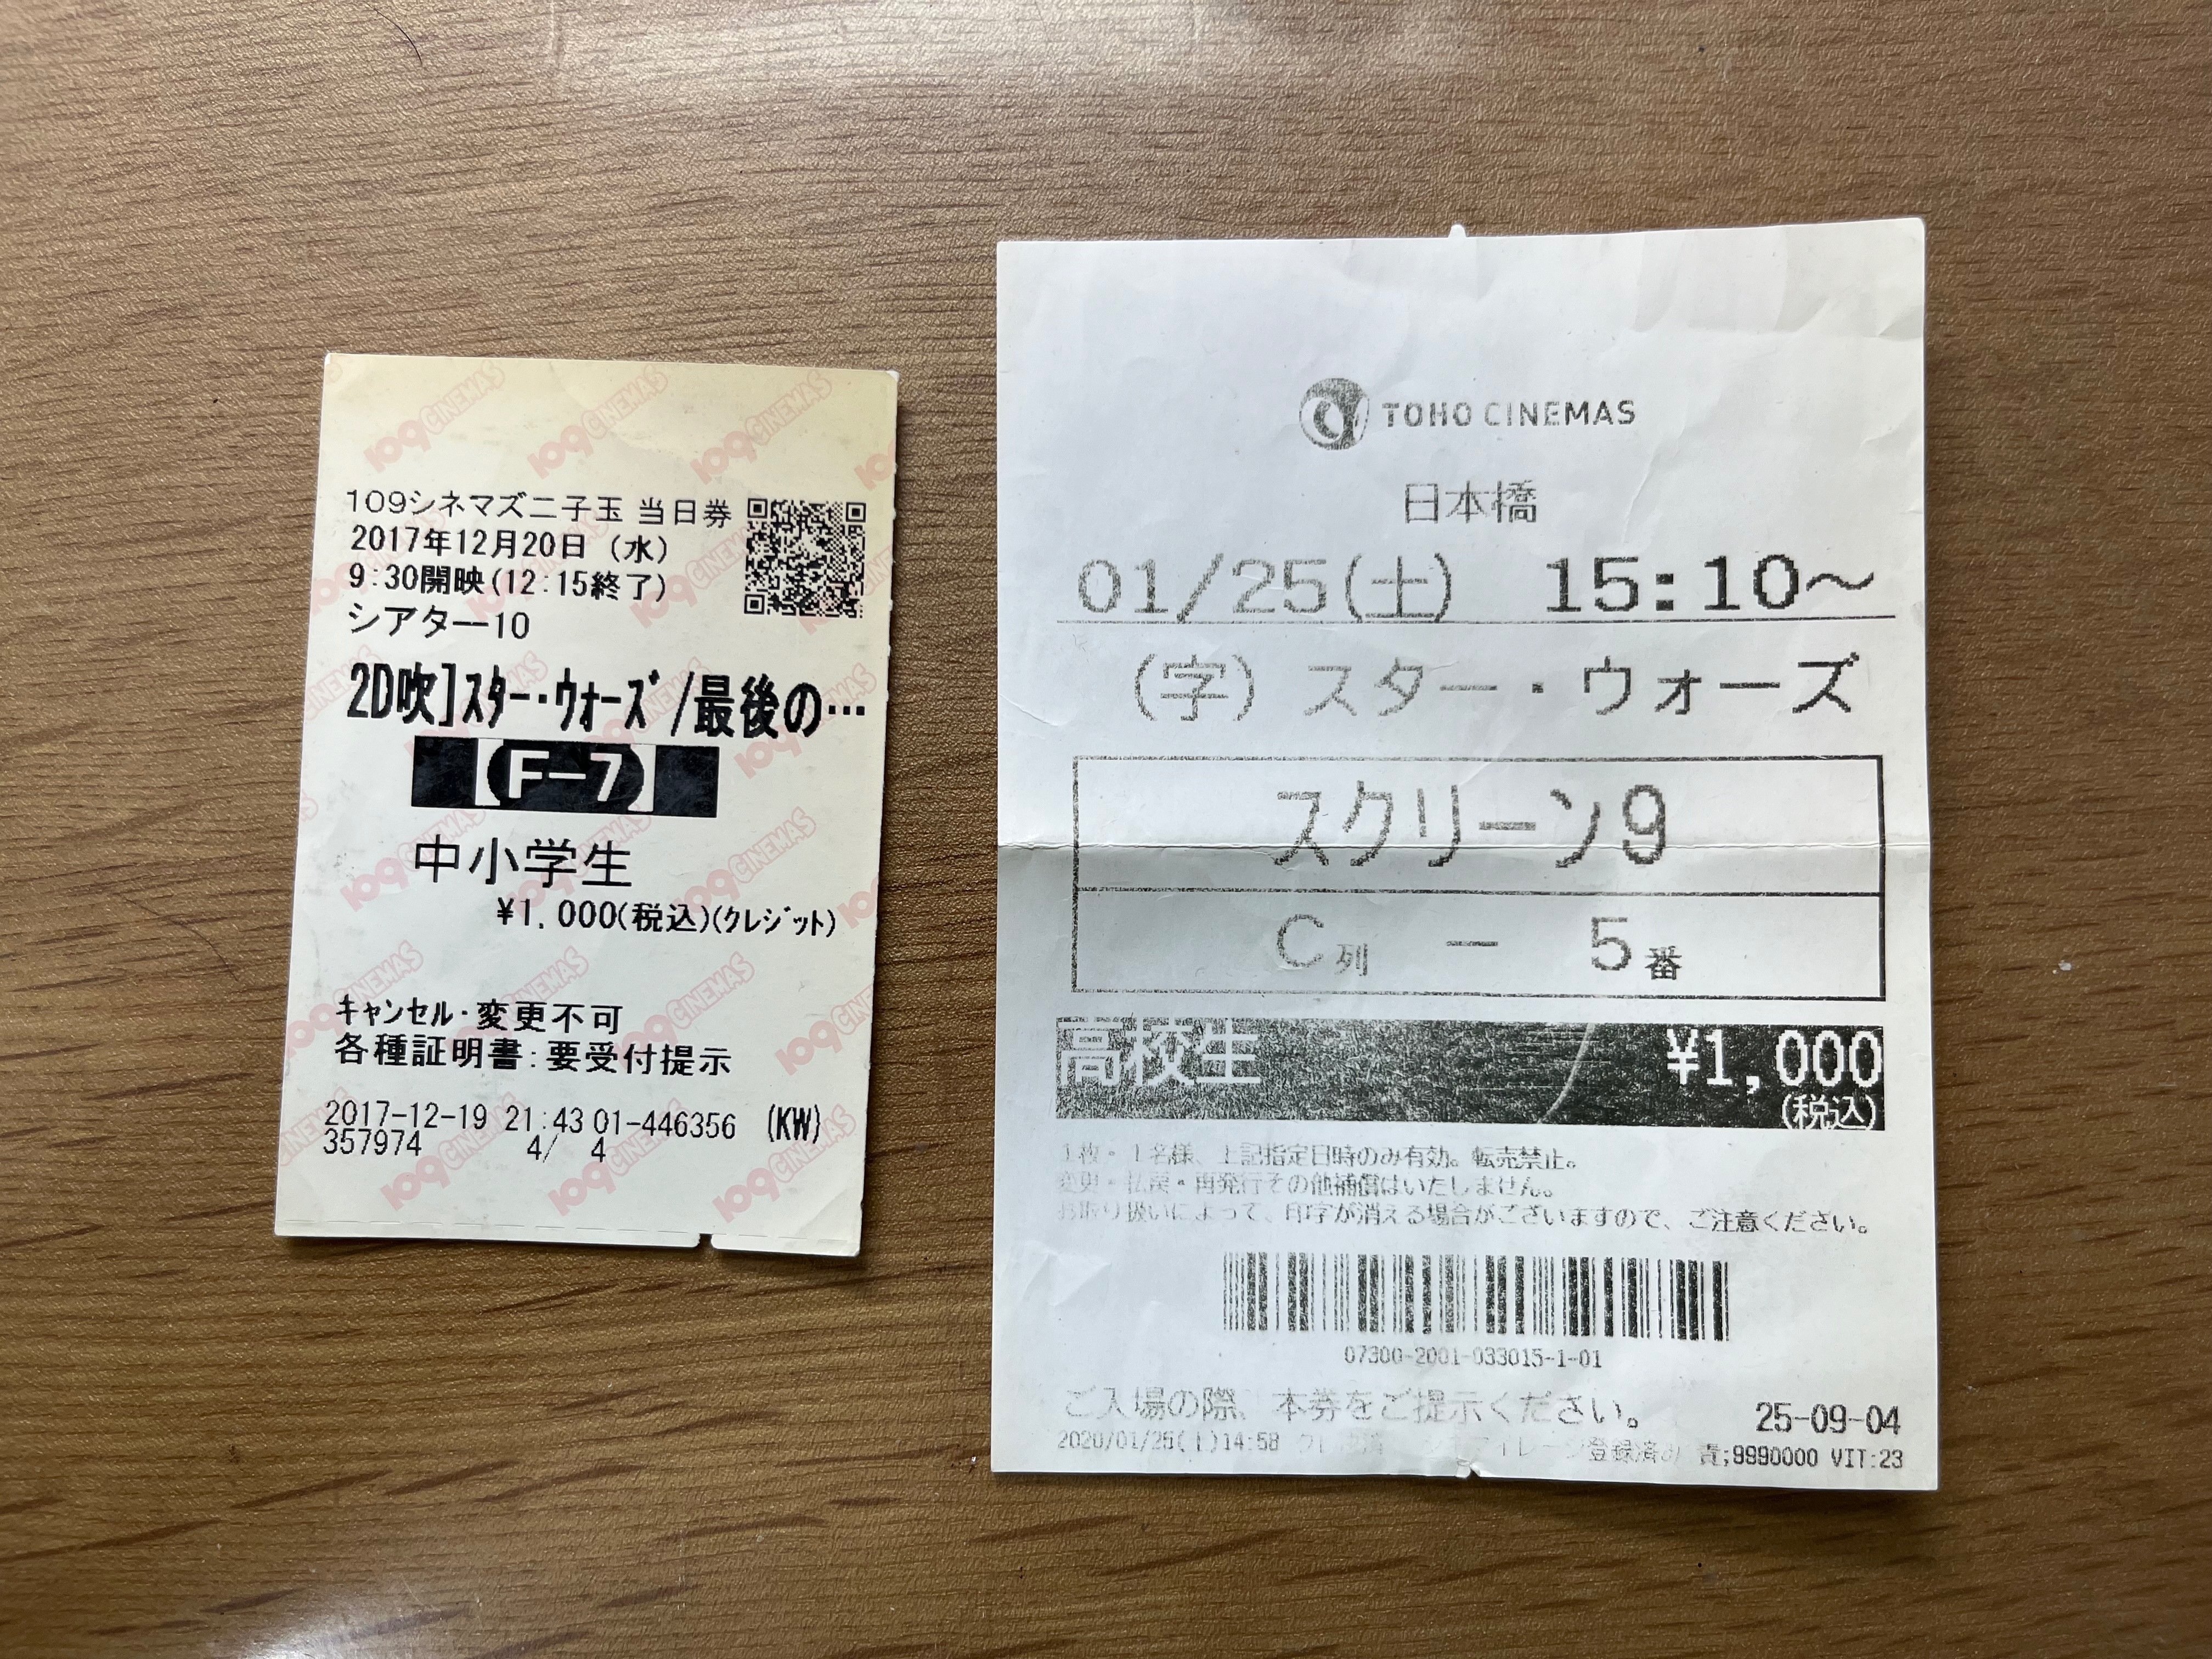 109シネマズ二子玉 当日券
2017年12月20日 (水)
9:30開映(12:15終了)
シアター10
2D吹]スター・ウォーズ/最後の…
【F-7】
中小学生
¥1,000(税込)(クレジット)
キャンセル・変更不可
各種証明書:要受付提示
2017-12-19 21:43 01-446356 (KW)
357974 4/ 4
109 CINEMAS
TOHO CINEMAS
日本橋
01/25(土) 15:10~
(字) スター・ウォーズ
スクリーン9
C列 - 5番
高校生 ¥1,000
(税込)
1枚・1名様、上記指定日時のみ有効。転売禁止。
変更・払戻・再発行その他補償はいたしません。
お取り扱いによって、印字が消える場合がございますので、ご注意ください。
07300-2001-033015-1-01
ご入場の際、本券をご提示ください。 25-09-04
2020/01/25(土)14:58 登録済み 責;9990000 VIT:23